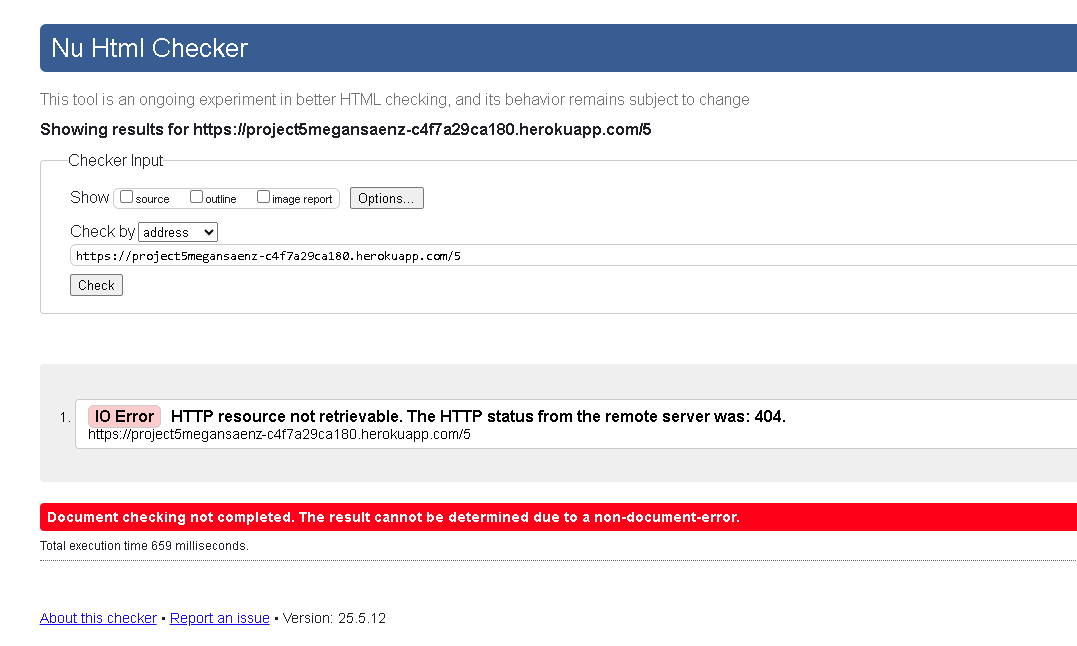 Nu Html Checker
This tool is an ongoing experiment in better HTML checking, and its behavior remains subject to change
Showing results for https://project5megansaenz-c4f7a29ca180.herokuapp.com/5
Checker Input
Show source outline image report Options...
Check by address
https://project5megansaenz-c4f7a29ca180.herokuapp.com/5
Check
1. IO Error HTTP resource not retrievable. The HTTP status from the remote server was: 404.
https://project5megansaenz-c4f7a29ca180.herokuapp.com/5
Document checking not completed. The result cannot be determined due to a non-document-error.
Total execution time 659 milliseconds.
About this checker • Report an issue • Version: 25.5.12